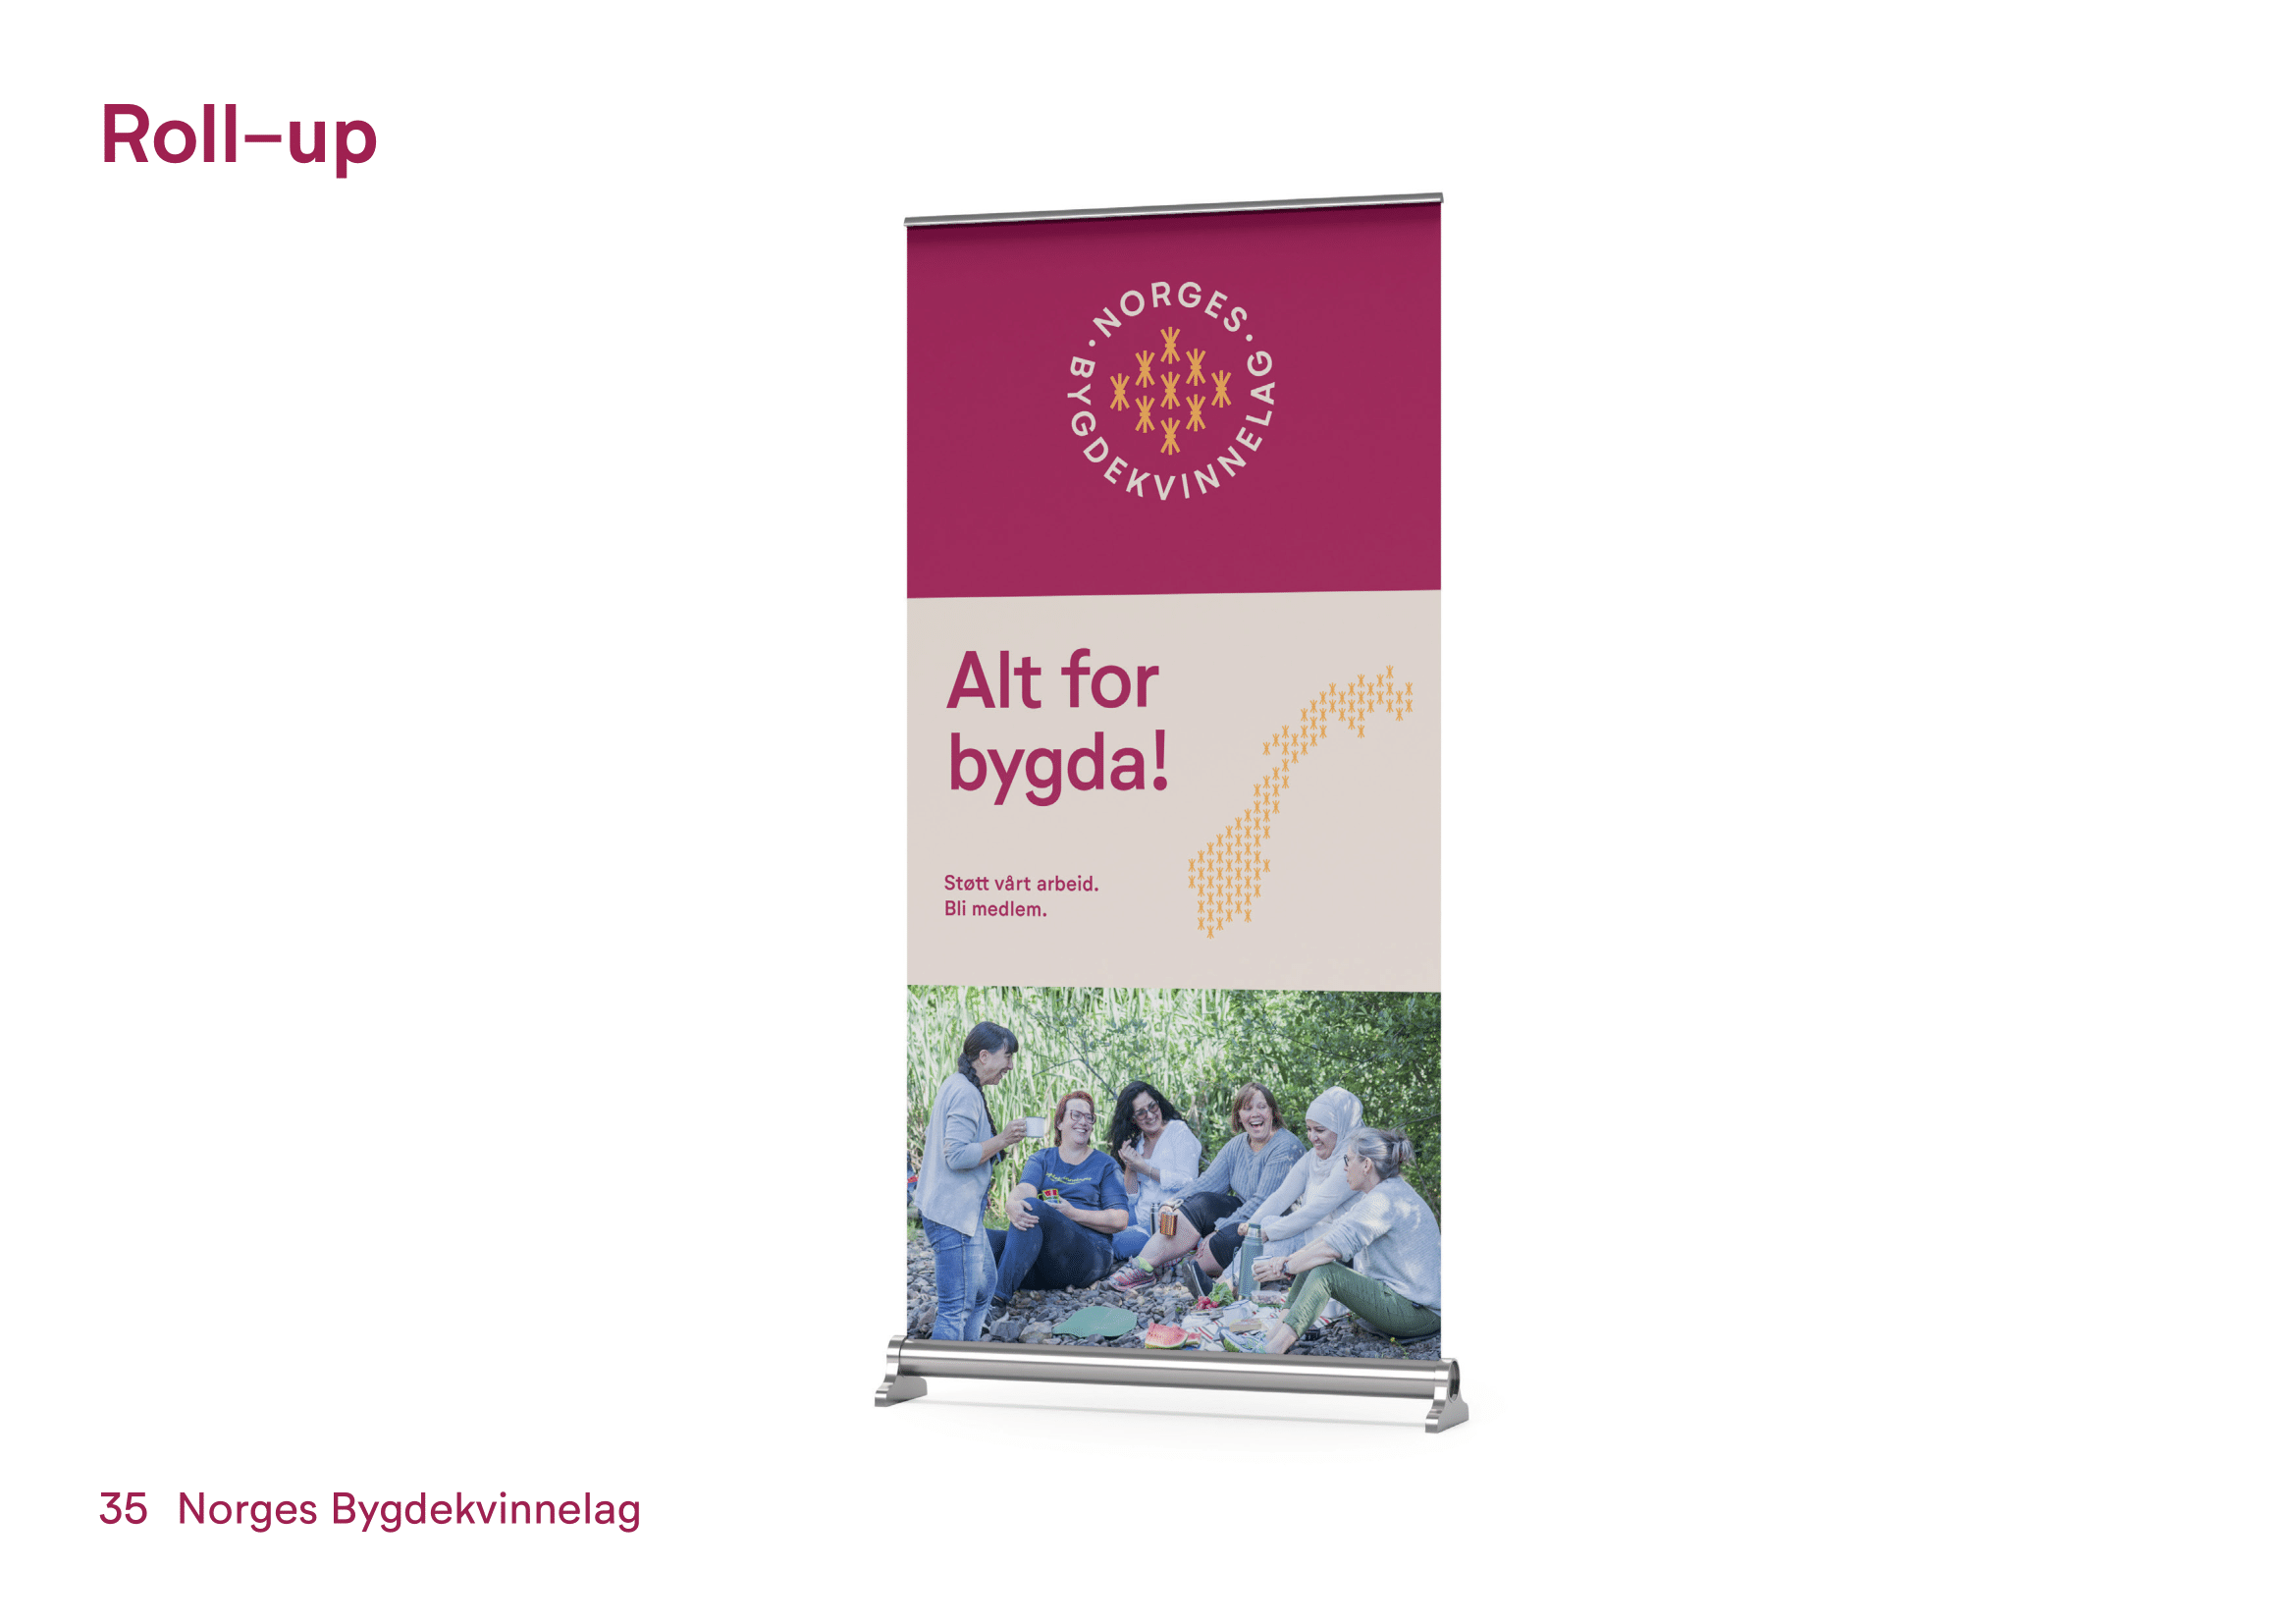 Roll–up
NORGES · BYGDEKVINNELAG ·
Alt for
bygda!
Støtt vårt arbeid.
Bli medlem.
35 Norges Bygdekvinnelag